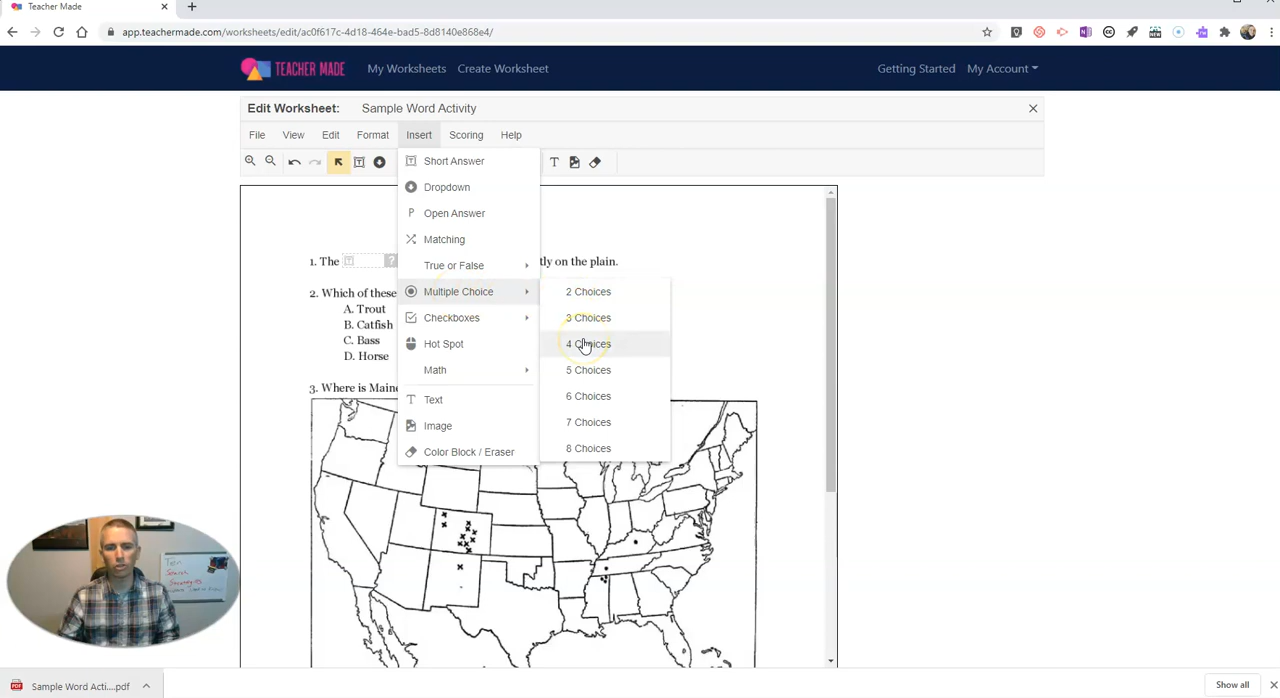 Teacher Made
app.teachermade.com/worksheets/edit/ac0f617c-4d18-464e-bad5-8d8140e868e4/
TEACHER MADE My Worksheets Create Worksheet Getting Started My Account
Edit Worksheet: Sample Word Activity
File View Edit Format Insert Scoring Help
Short Answer
Dropdown
Open Answer
Matching
True or False
Multiple Choice
Checkboxes
Hot Spot
Math
Text
Image
Color Block / Eraser
2 Choices
3 Choices
4 Choices
5 Choices
6 Choices
7 Choices
8 Choices
1. The tly on the plain.
2. Which of these
A. Trout
B. Catfish
C. Bass
D. Horse
3. Where is Maine
Ten
Sample Word Acti....pdf
Show all